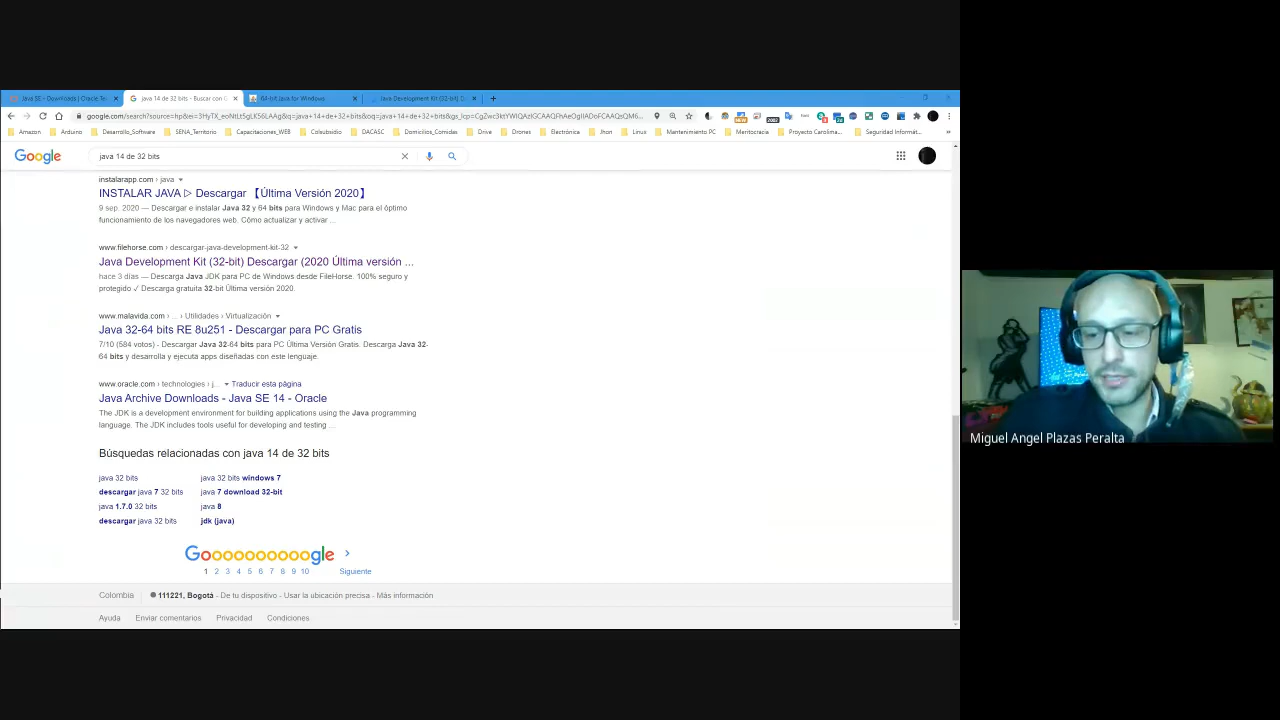 Java SE - Downloads | Oracle Te
java 14 de 32 bits - Buscar con G
64-bit Java for Windows
Java Development Kit (32-bit) D
Amazon
Arduino
Desarrollo_Software
SENA_Territorio
Capacitaciones_WEB
Colsubsidio
DACASC
Domicilios_Comidas
Drive
Drones
Electrónica
Jhon
Linux
Mantenimiento PC
Meritocracia
Proyecto Carolina...
Seguridad Informát...
Google
java 14 de 32 bits
instalarapp.com › java
INSTALAR JAVA ▷ Descargar 【Última Versión 2020】
9 sep. 2020 — Descargar e instalar Java 32 y 64 bits para Windows y Mac para el óptimo
funcionamiento de los navegadores web. Cómo actualizar y activar ...
www.filehorse.com › descargar-java-development-kit-32
Java Development Kit (32-bit) Descargar (2020 Última versión ...
hace 3 días — Descarga Java JDK para PC de Windows desde FileHorse. 100% seguro y
protegido ✓ Descarga gratuita 32-bit Última versión 2020.
www.malavida.com › ... › Utilidades › Virtualización
Java 32-64 bits RE 8u251 - Descargar para PC Gratis
7/10 (584 votos) - Descargar Java 32-64 bits para PC Última Versión Gratis. Descarga Java 32-
64 bits y desarrolla y ejecuta apps diseñadas con este lenguaje.
www.oracle.com › technologies › j... Traducir esta página
Java Archive Downloads - Java SE 14 - Oracle
The JDK is a development environment for building applications using the Java programming
language. The JDK includes tools useful for developing and testing ...
Búsquedas relacionadas con java 14 de 32 bits
java 32 bits
java 32 bits windows 7
descargar java 7 32 bits
java 7 download 32-bit
java 1.7.0 32 bits
java 8
descargar java 32 bits
jdk (java)
Goooooooooogle
1 2 3 4 5 6 7 8 9 10 Siguiente
Colombia 111221, Bogotá - De tu dispositivo - Usar la ubicación precisa - Más información
Ayuda Enviar comentarios Privacidad Condiciones
Miguel Angel Plazas Peralta